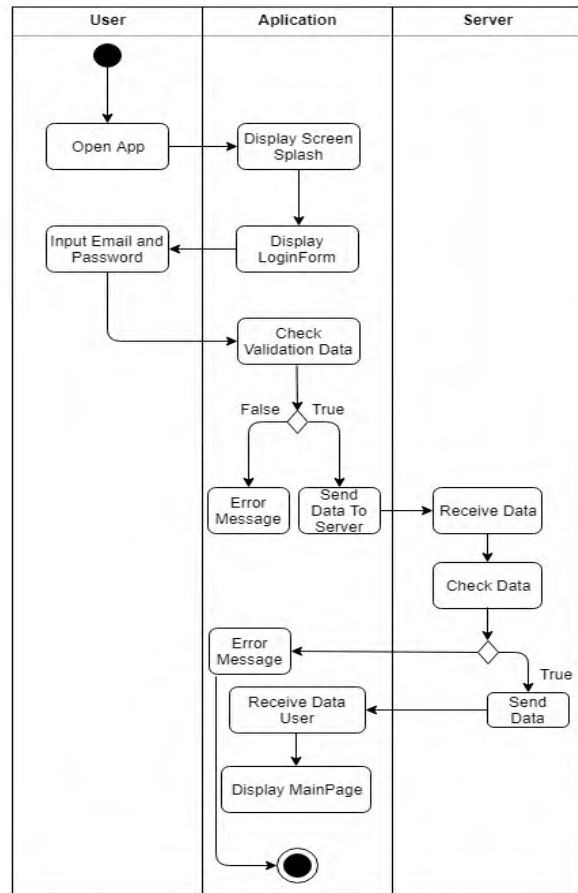 User
Aplication
Server
Open App
Display Screen
Splash
Input Email and
Password
Display
LoginForm
Check
Validation Data
False
True
Error
Message
Send
Data To
Server
Receive Data
Check Data
Error
Message
True
Send
Data
Receive Data
User
Display MainPage